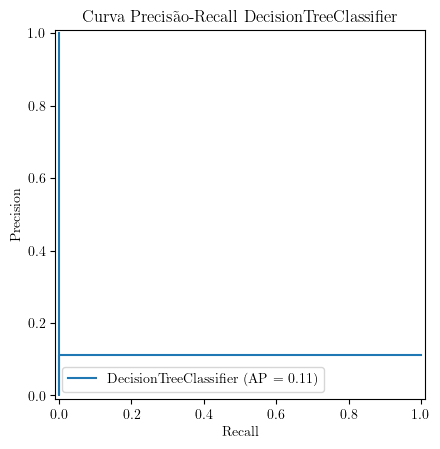 Curva Precisão-Recall DecisionTreeClassifier
1.0
0.8
0.6
0.4
0.2
0.0
Precision
DecisionTreeClassifier (AP = 0.11)
0.0 0.2 0.4 0.6 0.8 1.0
Recall